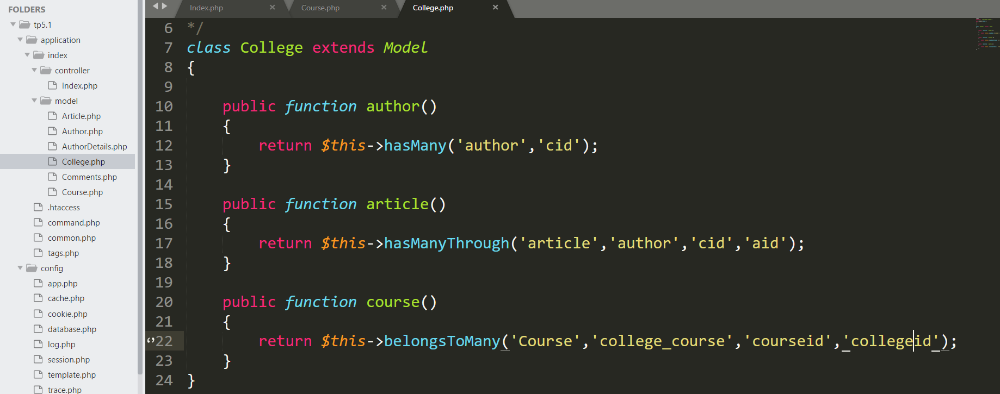 FOLDERS
tp5.1
application
index
controller
Index.php
model
Article.php
Author.php
AuthorDetails.php
College.php
Comments.php
Course.php
.htaccess
command.php
common.php
tags.php
config
app.php
cache.php
cookie.php
database.php
log.php
session.php
template.php
trace.php
Index.php × Course.php × College.php ×
6 */
7 class College extends Model
8 {
9
10 public function author()
11 {
12 return $this->hasMany('author','cid');
13 }
14
15 public function article()
16 {
17 return $this->hasManyThrough('article','author','cid','aid');
18 }
19
20 public function course()
21 {
22 return $this->belongsToMany('Course','college_course','courseid','collegeid');
23 }
24 }